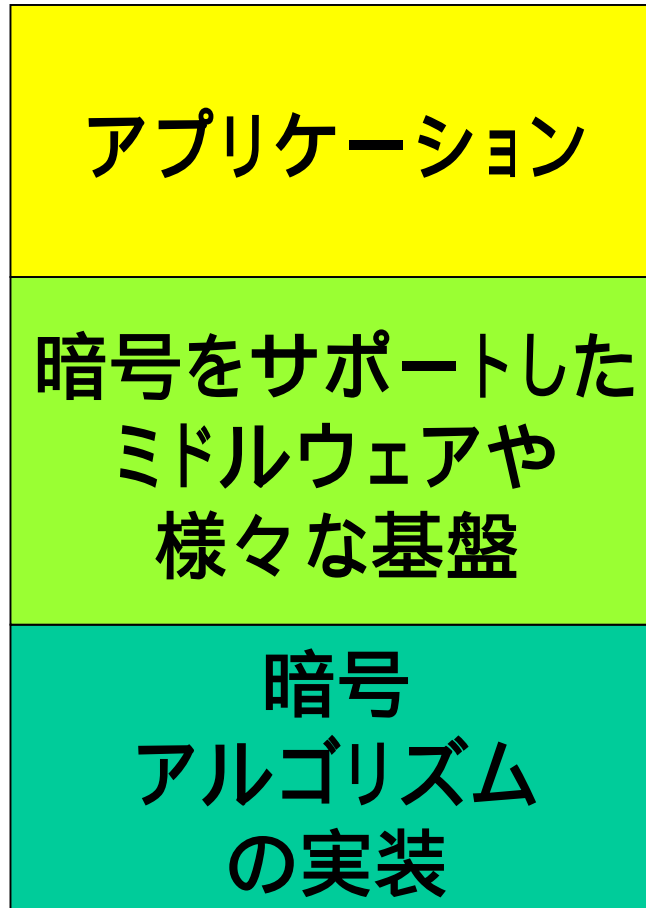 アプリケーション
暗号をサポートした
ミドルウェアや
様々な基盤
暗号
アルゴリズム
の実装